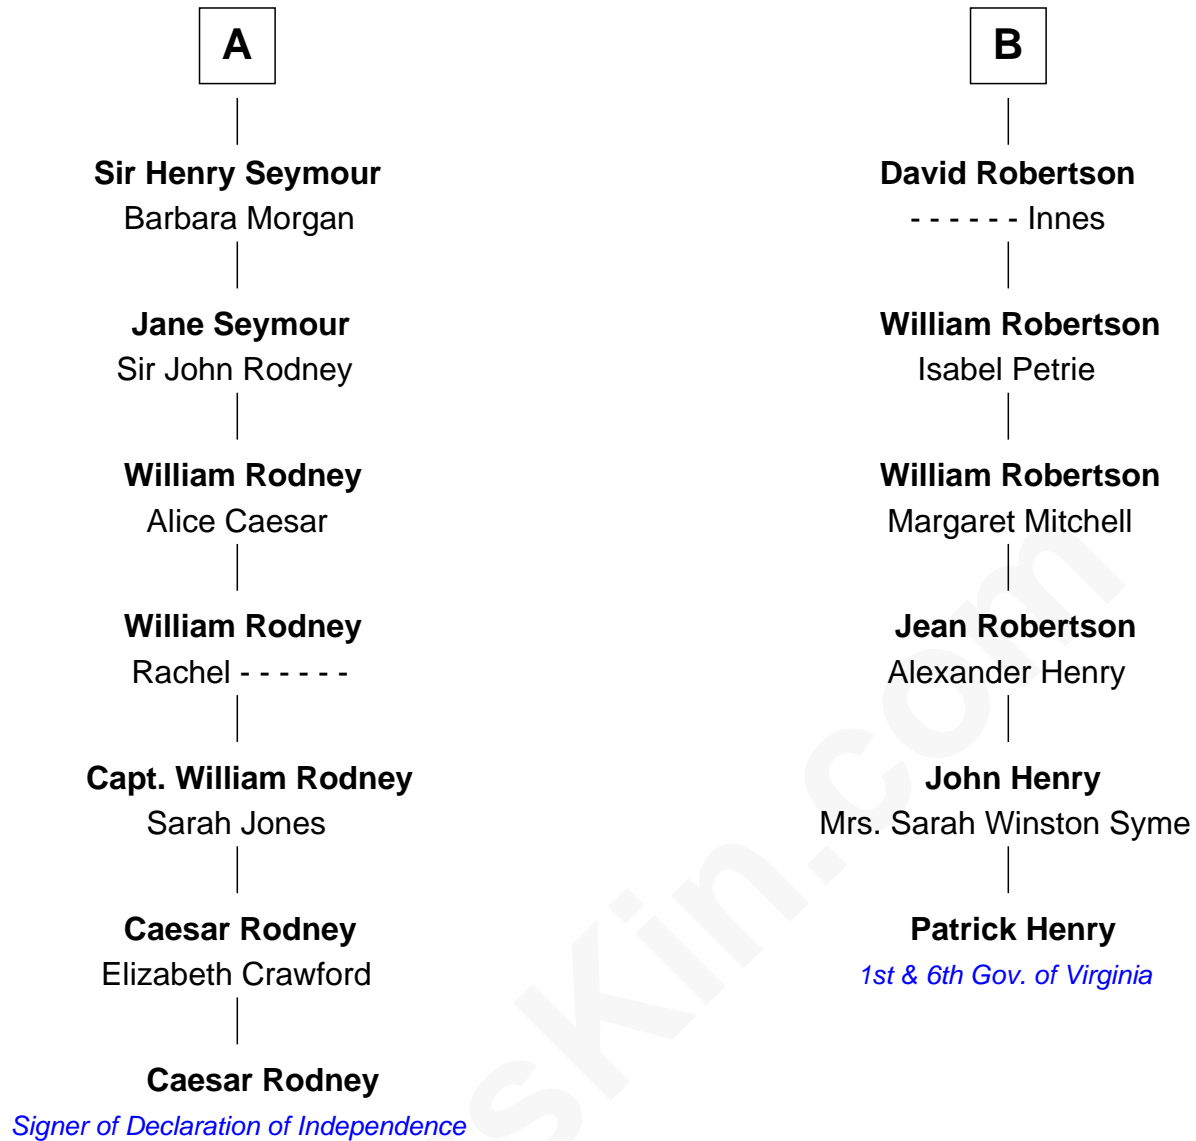 A
Sir Henry Seymour
Barbara Morgan
Jane Seymour
Sir John Rodney
William Rodney
Alice Caesar
William Rodney
Rachel - - - - - -
Capt. William Rodney
Sarah Jones
Caesar Rodney
Elizabeth Crawford
Caesar Rodney
Signer of Declaration of Independence
B
David Robertson
- - - - - - Innes
William Robertson
Isabel Petrie
William Robertson
Margaret Mitchell
Jean Robertson
Alexander Henry
John Henry
Mrs. Sarah Winston Syme
Patrick Henry
1st & 6th Gov. of Virginia
sKin.com